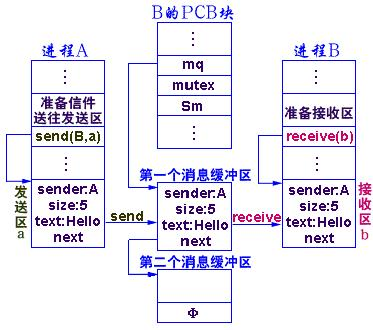 B的PCB块
进程A
进程B
⋮
准备信件
送往发送区
send(B,a)
⋮
sender:A
size:5
text:Hello
next
发送区a
⋮
mq
mutex
Sm
⋮
第一个消息缓冲区
sender:A
size:5
text:Hello
next
send
receive
第二个消息缓冲区
Φ
⋮
准备接收区
receive(b)
⋮
sender:A
size:5
text:Hello
next
接收区b